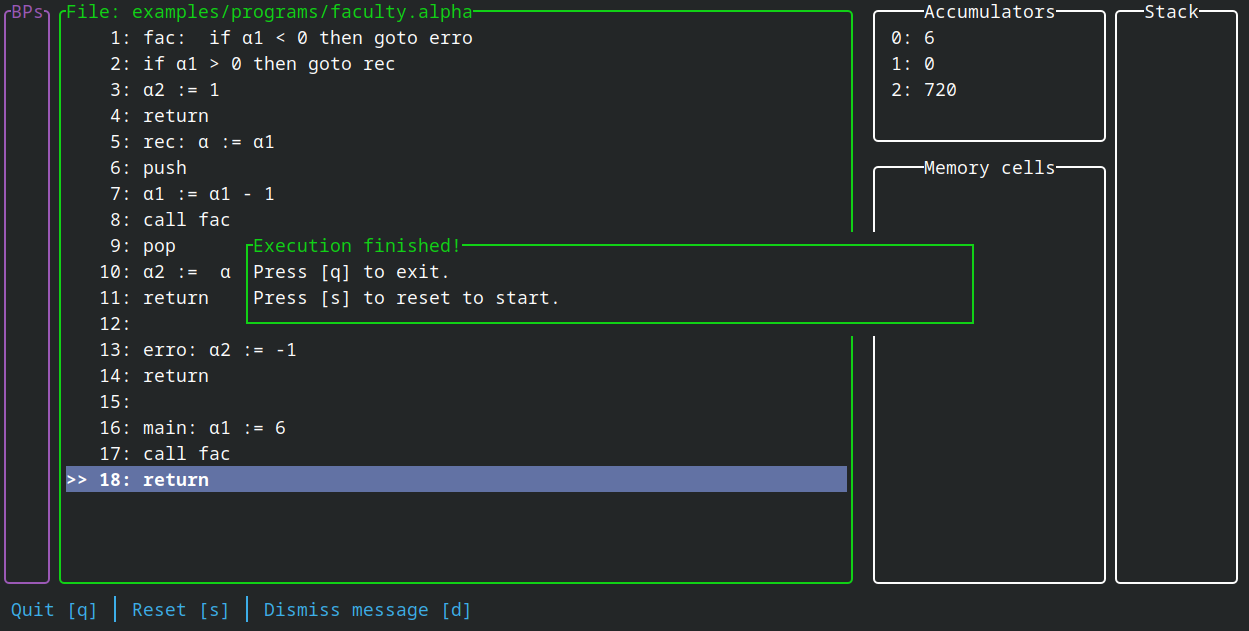 BPs
File: examples/programs/faculty.alpha
1: fac:  if α1 < 0 then goto erro
2: if α1 > 0 then goto rec
3: α2 := 1
4: return
5: rec: α := α1
6: push
7: α1 := α1 - 1
8: call fac
9: pop
10: α2 :=  α
11: return
12:
13: erro: α2 := -1
14: return
15:
16: main: α1 := 6
17: call fac
>> 18: return
Execution finished!
Press [q] to exit.
Press [s] to reset to start.
Accumulators
0: 6
1: 0
2: 720
Memory cells
Stack
Quit [q] │ Reset [s] │ Dismiss message [d]